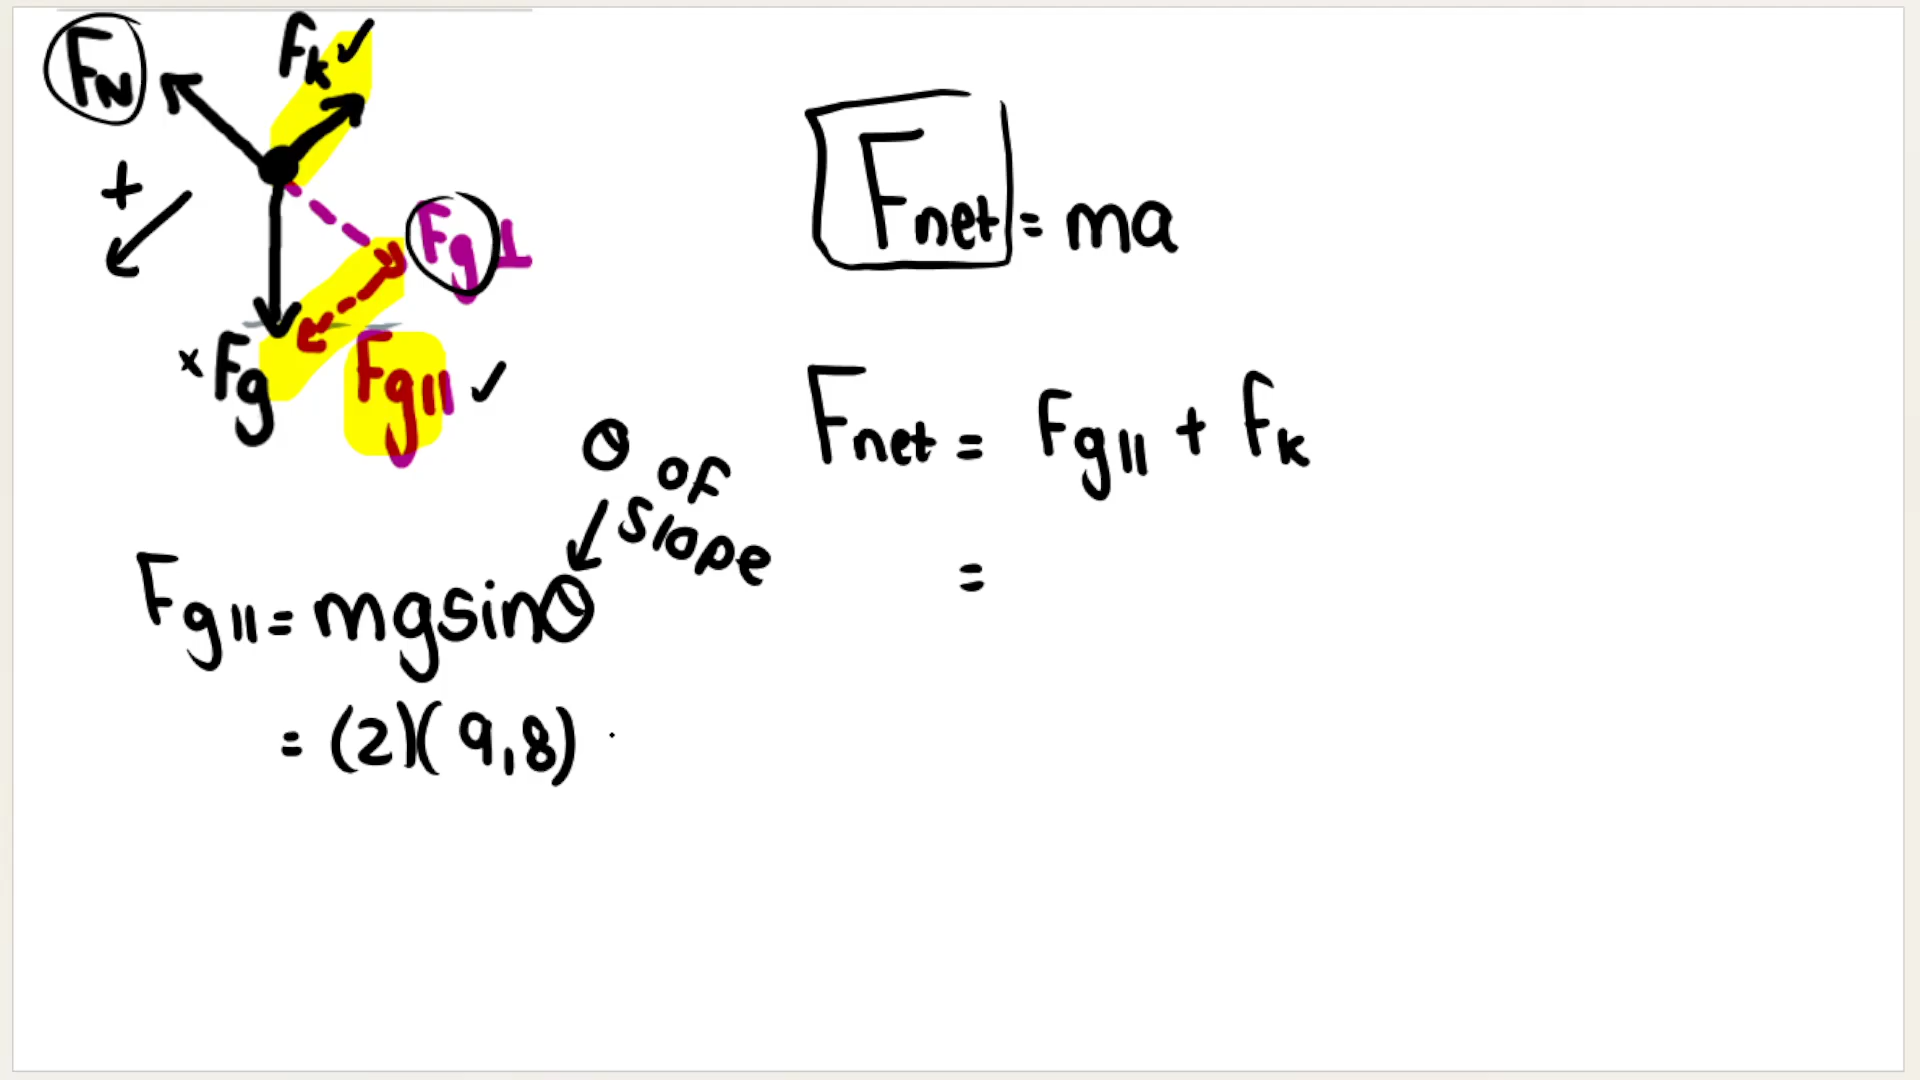 FN
Fk ✓
+
Fg⊥
x Fg
Fg|| ✓
Fnet = ma
Fnet = Fg|| + Fk
=
θ of
slope
Fg|| = mgsinθ
= (2)(9,8) ·